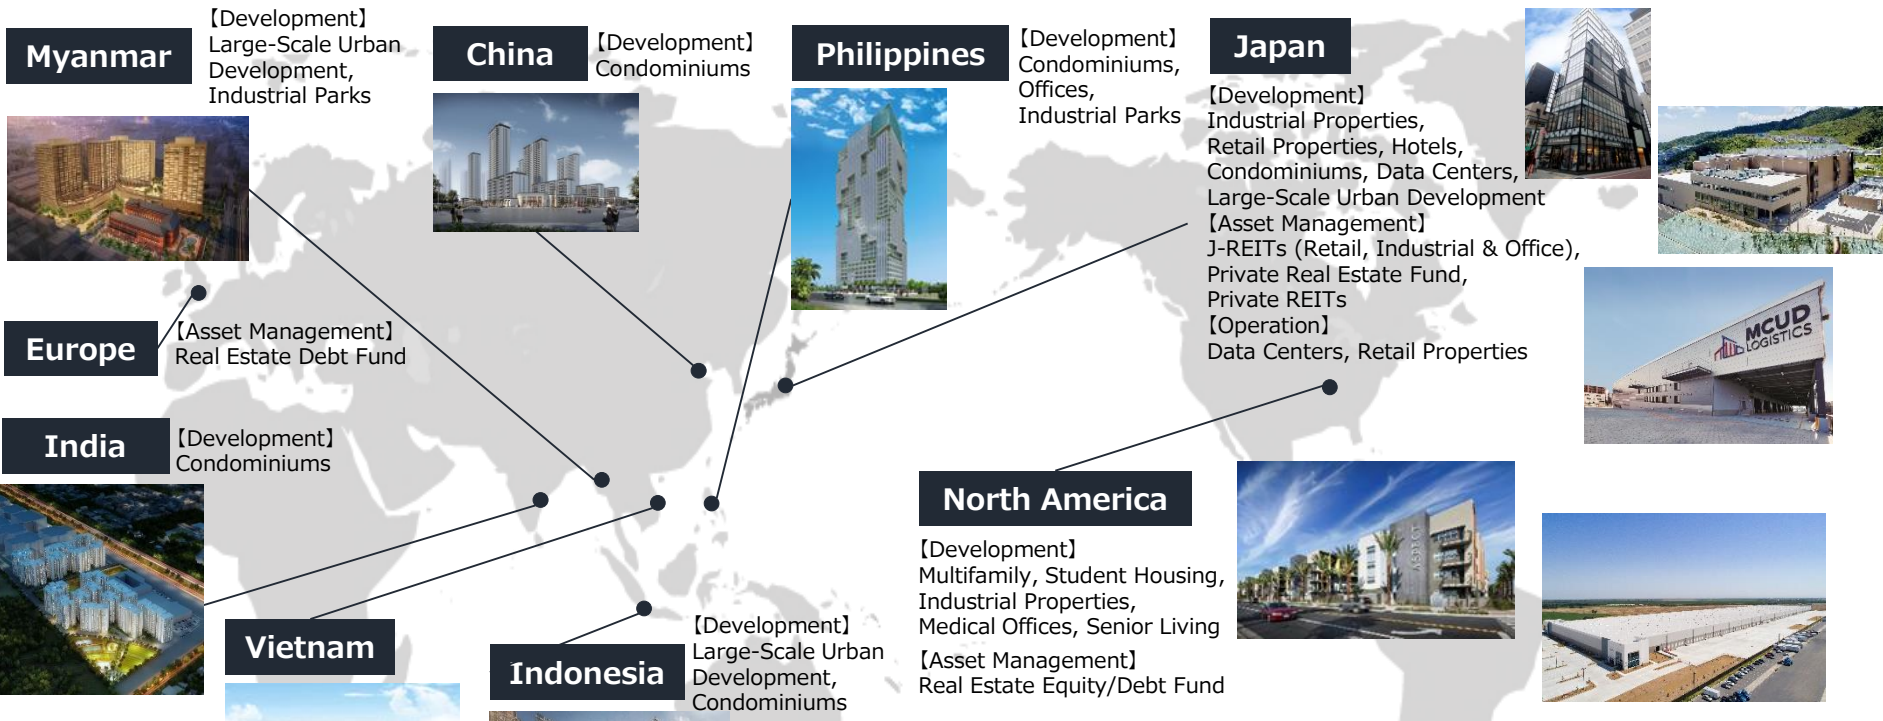 Myanmar
【Development】
Large-Scale Urban
Development,
Industrial Parks
China
【Development】
Condominiums
Philippines
【Development】
Condominiums,
Offices,
Industrial Parks
Japan
【Development】
Industrial Properties,
Retail Properties, Hotels,
Condominiums, Data Centers,
Large-Scale Urban Development
【Asset Management】
J-REITs (Retail, Industrial & Office),
Private Real Estate Fund,
Private REITs
【Operation】
Data Centers, Retail Properties
MCUD
LOGISTICS
Europe
【Asset Management】
Real Estate Debt Fund
India
【Development】
Condominiums
North America
【Development】
Multifamily, Student Housing,
Industrial Properties,
Medical Offices, Senior Living
【Asset Management】
Real Estate Equity/Debt Fund
Vietnam
Indonesia
【Development】
Large-Scale Urban
Development,
Condominiums